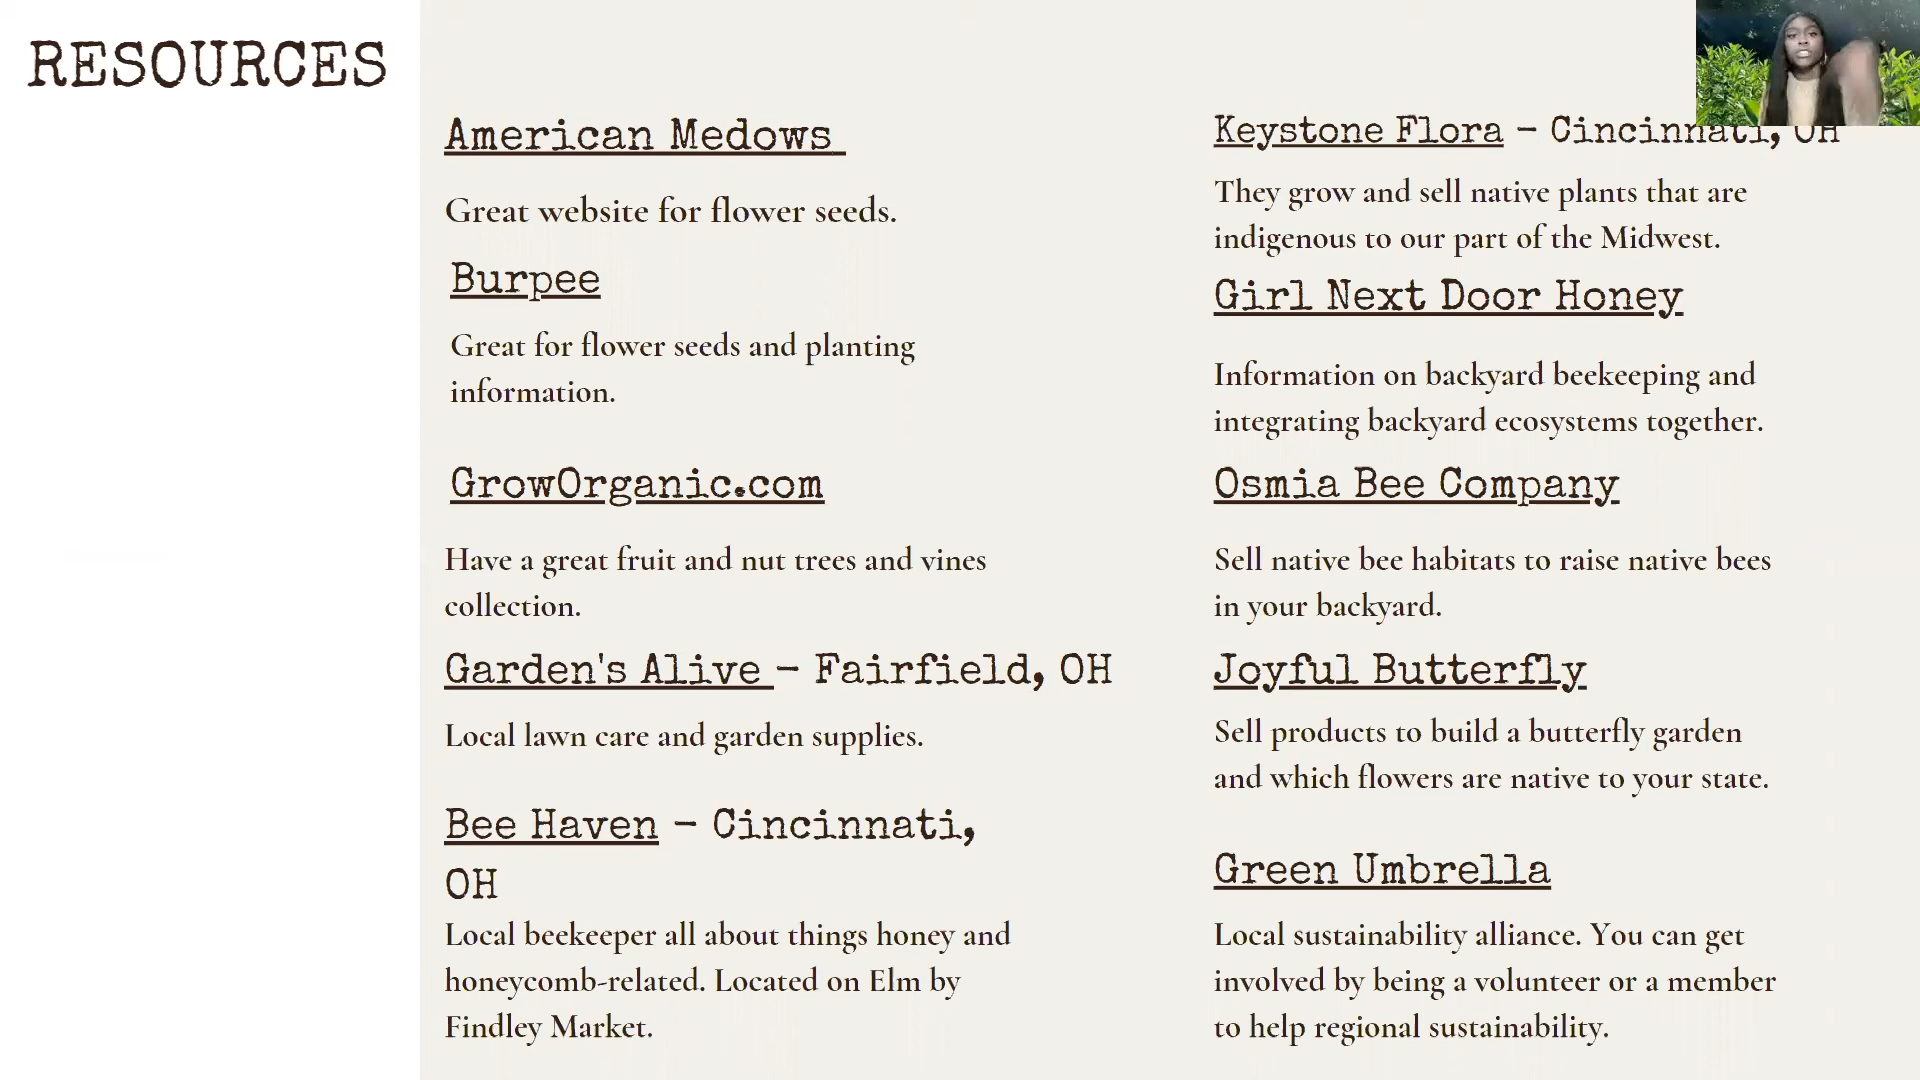 RESOURCES
American Medows
Great website for flower seeds.
Burpee
Great for flower seeds and planting
information.
GrowOrganic.com
Have a great fruit and nut trees and vines
collection.
Garden's Alive - Fairfield, OH
Local lawn care and garden supplies.
Bee Haven - Cincinnati,
OH
Local beekeeper all about things honey and
honeycomb-related. Located on Elm by
Findley Market.
Keystone Flora - Cincinnati, OH
They grow and sell native plants that are
indigenous to our part of the Midwest.
Girl Next Door Honey
Information on backyard beekeeping and
integrating backyard ecosystems together.
Osmia Bee Company
Sell native bee habitats to raise native bees
in your backyard.
Joyful Butterfly
Sell products to build a butterfly garden
and which flowers are native to your state.
Green Umbrella
Local sustainability alliance. You can get
involved by being a volunteer or a member
to help regional sustainability.